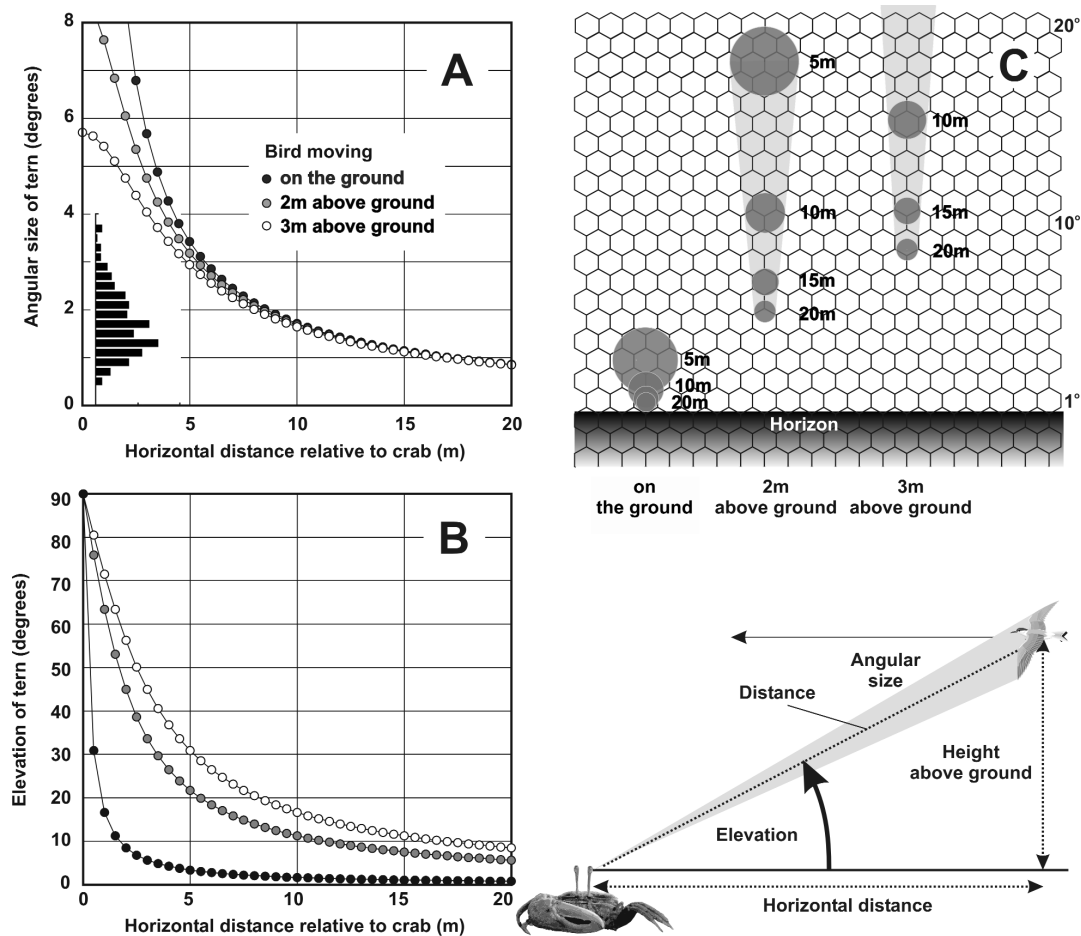 A
8
6
4
2
0
0
5
10
15
20
Angular size of tern (degrees)
Bird moving
on the ground
2m above ground
3m above ground
Horizontal distance relative to crab (m)
B
90
80
70
60
50
40
30
20
10
0
0
5
10
15
20
Elevation of tern (degrees)
Horizontal distance relative to crab (m)
C
20°
10°
1°
5m
10m
15m
20m
5m
10m
20m
10m
15m
20m
Horizon
on
the ground
2m
above ground
3m
above ground
Angular
size
Distance
Height
above ground
Elevation
Horizontal distance